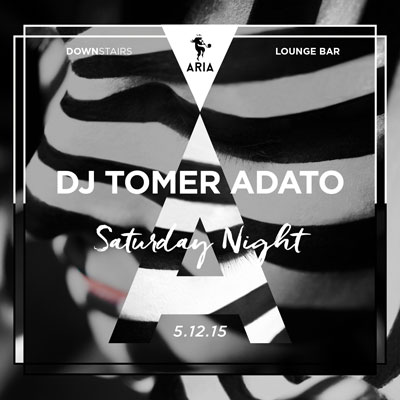 DOWNSTAIRS
ARIA
LOUNGE BAR
DJ TOMER ADATO
Saturday Night
5.12.15